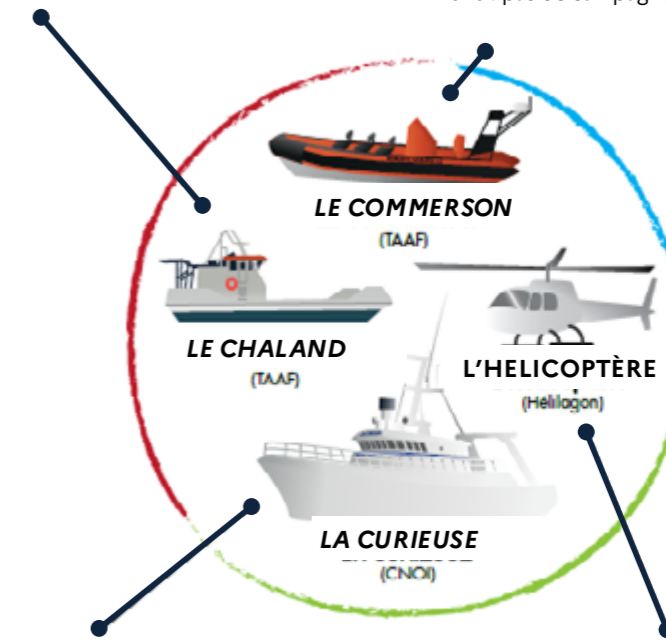 LE COMMERSON
(TAAF)
LE CHALAND
(TAAF)
L'HELICOPTÈRE
(Hélilagon)
LA CURIEUSE
(CNOI)